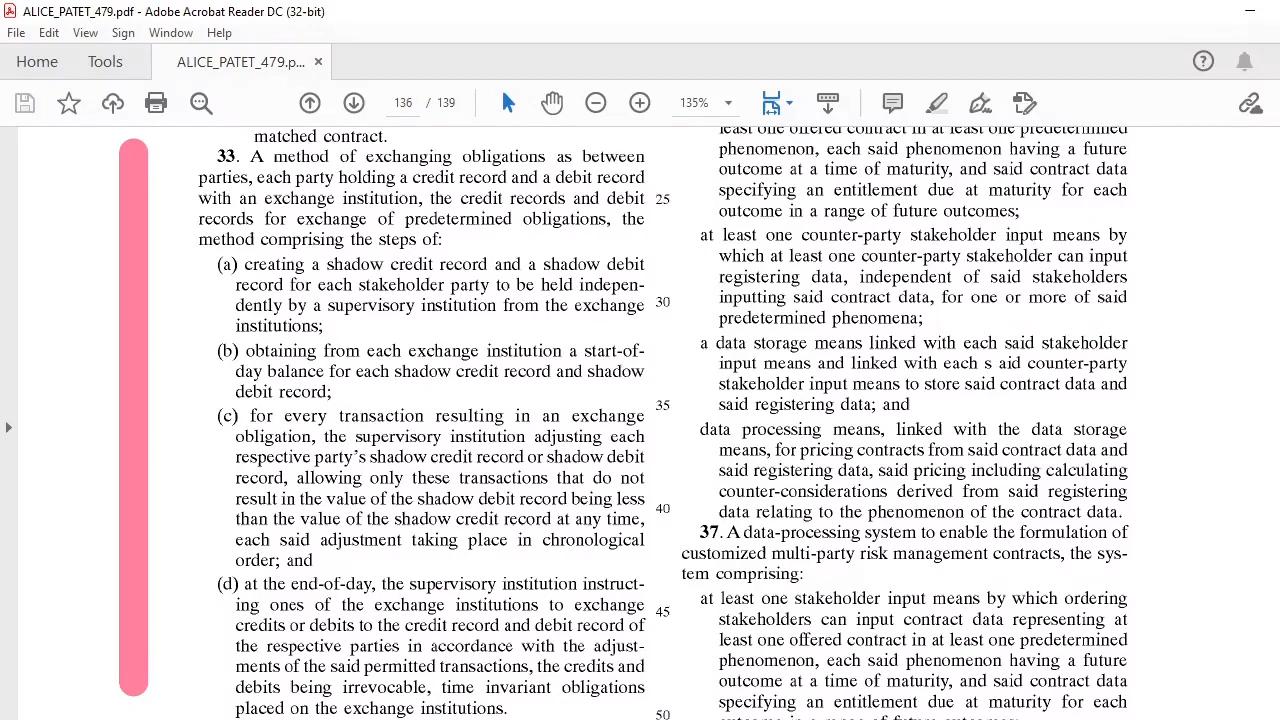 ALICE_PATET_479.pdf - Adobe Acrobat Reader DC (32-bit)
File Edit View Sign Window Help
Home Tools ALICE_PATET_479.p... ×
136 / 139 135%
matched contract.
33. A method of exchanging obligations as between
parties, each party holding a credit record and a debit record
with an exchange institution, the credit records and debit
records for exchange of predetermined obligations, the
method comprising the steps of:
(a) creating a shadow credit record and a shadow debit
record for each stakeholder party to be held indepen-
dently by a supervisory institution from the exchange
institutions;
(b) obtaining from each exchange institution a start-of-
day balance for each shadow credit record and shadow
debit record;
(c) for every transaction resulting in an exchange
obligation, the supervisory institution adjusting each
respective party's shadow credit record or shadow debit
record, allowing only these transactions that do not
result in the value of the shadow debit record being less
than the value of the shadow credit record at any time,
each said adjustment taking place in chronological
order; and
(d) at the end-of-day, the supervisory institution instruct-
ing ones of the exchange institutions to exchange
credits or debits to the credit record and debit record of
the respective parties in accordance with the adjust-
ments of the said permitted transactions, the credits and
debits being irrevocable, time invariant obligations
placed on the exchange institutions.
25
30
35
40
45
50
least one offered contract in at least one predetermined
phenomenon, each said phenomenon having a future
outcome at a time of maturity, and said contract data
specifying an entitlement due at maturity for each
outcome in a range of future outcomes;
at least one counter-party stakeholder input means by
which at least one counter-party stakeholder can input
registering data, independent of said stakeholders
inputting said contract data, for one or more of said
predetermined phenomena;
a data storage means linked with each said stakeholder
input means and linked with each s aid counter-party
stakeholder input means to store said contract data and
said registering data; and
data processing means, linked with the data storage
means, for pricing contracts from said contract data and
said registering data, said pricing including calculating
counter-considerations derived from said registering
data relating to the phenomenon of the contract data.
37. A data-processing system to enable the formulation of
customized multi-party risk management contracts, the sys-
tem comprising:
at least one stakeholder input means by which ordering
stakeholders can input contract data representing at
least one offered contract in at least one predetermined
phenomenon, each said phenomenon having a future
outcome at a time of maturity, and said contract data
specifying an entitlement due at maturity for each
outcome in a range of future outcomes;